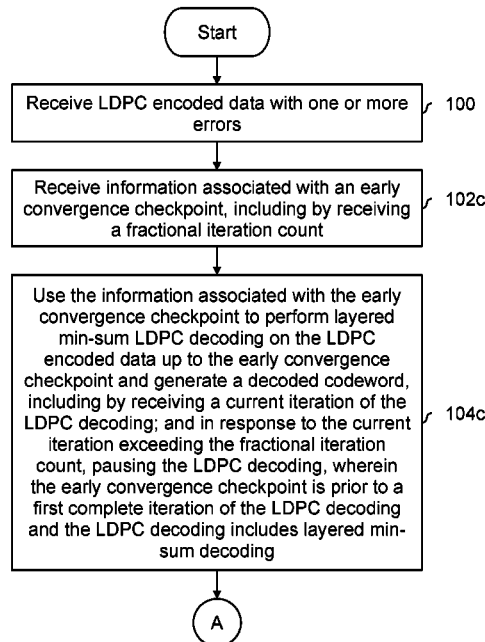 Start
Receive LDPC encoded data with one or more
errors
100
Receive information associated with an early
convergence checkpoint, including by receiving
a fractional iteration count
102c
Use the information associated with the early
convergence checkpoint to perform layered
min-sum LDPC decoding on the LDPC
encoded data up to the early convergence
checkpoint and generate a decoded codeword,
including by receiving a current iteration of the
LDPC decoding; and in response to the current
iteration exceeding the fractional iteration
count, pausing the LDPC decoding, wherein
the early convergence checkpoint is prior to a
first complete iteration of the LDPC decoding
and the LDPC decoding includes layered min-
sum decoding
104c
A